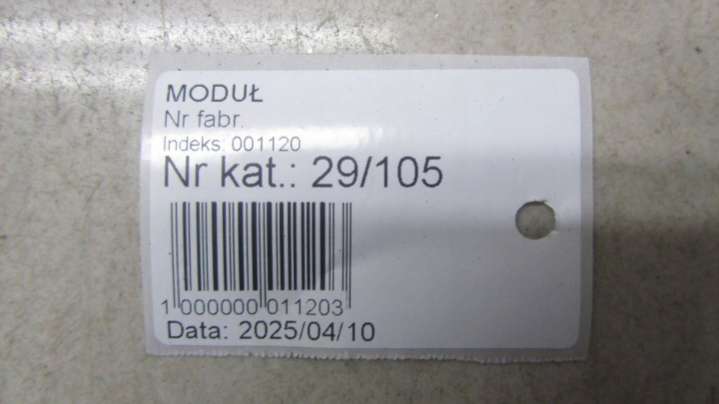 MODUŁ
Nr fabr.
Indeks: 001120
Nr kat.: 29/105
1 000000 011203
Data: 2025/04/10